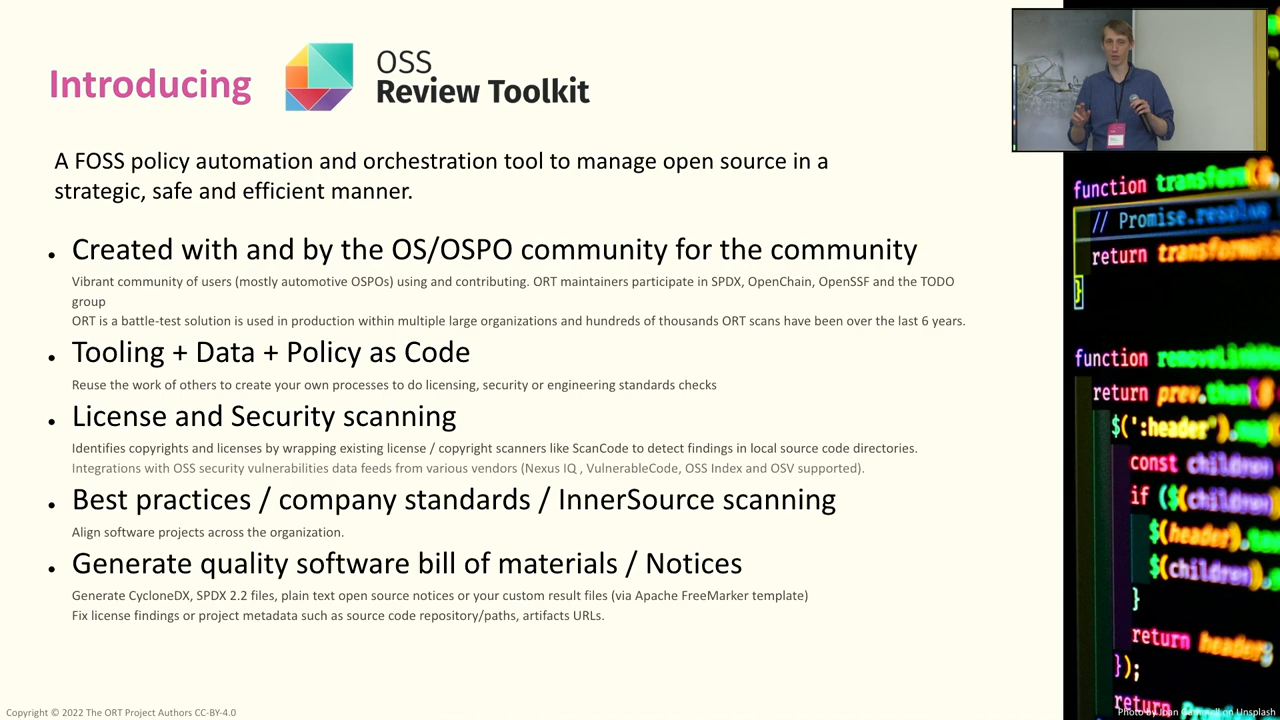 Introducing
OSS
Review Toolkit
A FOSS policy automation and orchestration tool to manage open source in a
strategic, safe and efficient manner.
• Created with and by the OS/OSPO community for the community
Vibrant community of users (mostly automotive OSPOs) using and contributing. ORT maintainers participate in SPDX, OpenChain, OpenSSF and the TODO
group
ORT is a battle-test solution is used in production within multiple large organizations and hundreds of thousands ORT scans have been over the last 6 years.
• Tooling + Data + Policy as Code
Reuse the work of others to create your own processes to do licensing, security or engineering standards checks
• License and Security scanning
Identifies copyrights and licenses by wrapping existing license / copyright scanners like ScanCode to detect findings in local source code directories.
Integrations with OSS security vulnerabilities data feeds from various vendors (Nexus IQ , VulnerableCode, OSS Index and OSV supported).
• Best practices / company standards / InnerSource scanning
Align software projects across the organization.
• Generate quality software bill of materials / Notices
Generate CycloneDX, SPDX 2.2 files, plain text open source notices or your custom result files (via Apache FreeMarker template)
Fix license findings or project metadata such as source code repository/paths, artifacts URLs.
Copyright © 2022 The ORT Project Authors CC-BY-4.0
function transform(
// Promise.resolve
return
}
function
return prev.then(
$(':header').
const children
if ($(children)
$(header).
$(children).
}
return header;
});
return
Photo by on Unsplash